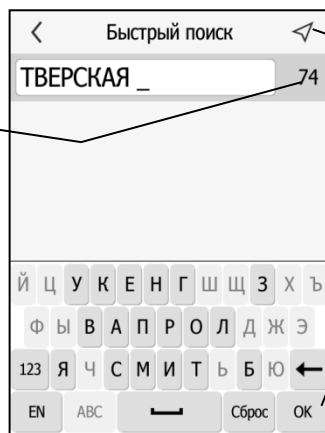 Быстрый поиск
ТВЕРСКАЯ _ 74
Й Ц У К Е Н Г Ш Щ З Х Ъ
Ф Ы В А П Р О Л Д Ж Э
123 Я Ч С М И Т Ь Б Ю ←
EN ABC Сброс OK